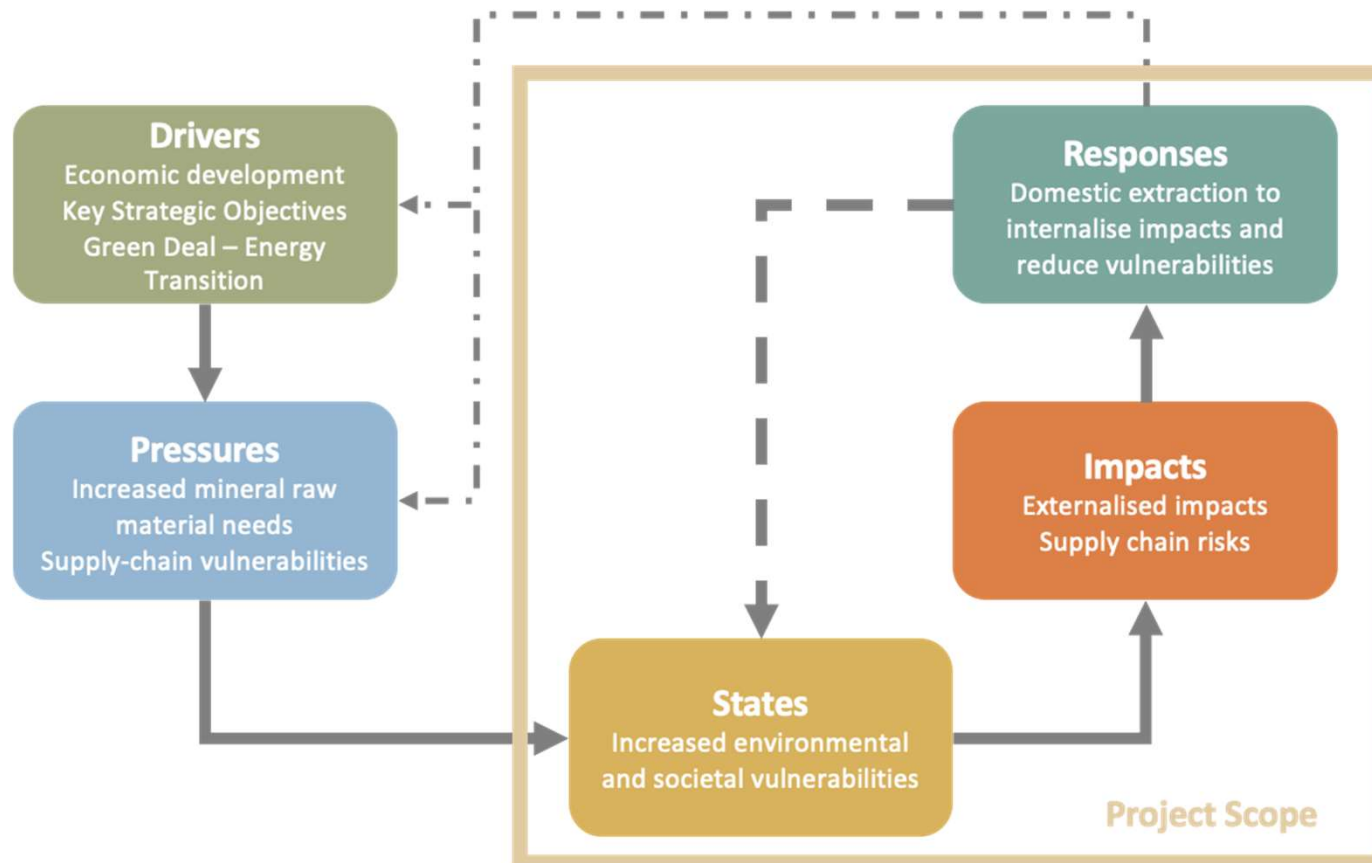 Drivers
Economic development
Key Strategic Objectives
Green Deal – Energy
Transition
Pressures
Increased mineral raw
material needs
Supply-chain vulnerabilities
States
Increased environmental
and societal vulnerabilities
Impacts
Externalised impacts
Supply chain risks
Responses
Domestic extraction to
internalise impacts and
reduce vulnerabilities
Project Scope